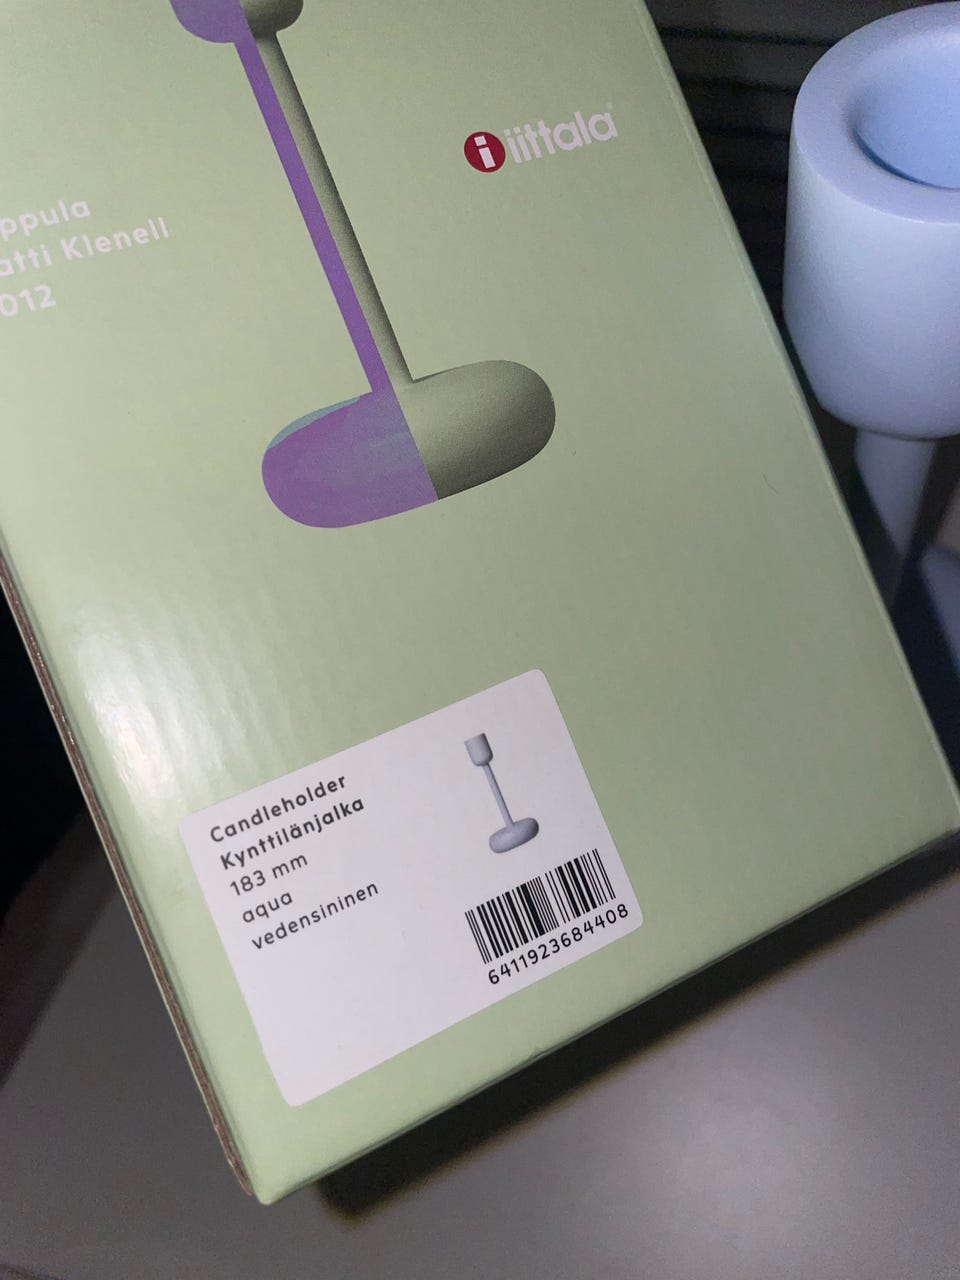 iittala
ppula
atti Klenell
012
Candleholder
Kynttilänjalka
183 mm
aqua
vedensininen
6411923684408